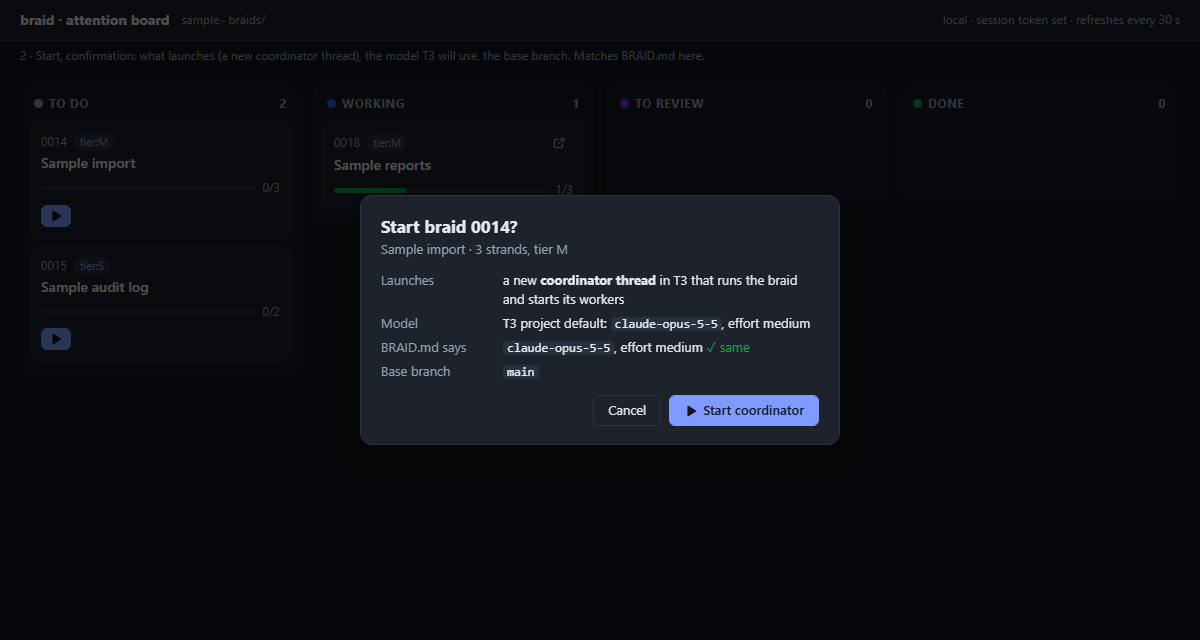 braid · attention board sample · braids/ local · session token set · refreshes every 30 s
2 · Start, confirmation: what launches (a new coordinator thread), the model T3 will use, the base branch. Matches BRAID.md here.
TO DO 2
0014 tier:M
Sample import
0/3
0015 tier:S
Sample audit log
0/2
WORKING 1
0018 tier:M
Sample reports
1/3
TO REVIEW 0
DONE 0
Start braid 0014?
Sample import · 3 strands, tier M
Launches a new coordinator thread in T3 that runs the braid
and starts its workers
Model T3 project default: claude-opus-5-5, effort medium
BRAID.md says claude-opus-5-5, effort medium ✓ same
Base branch main
Cancel Start coordinator